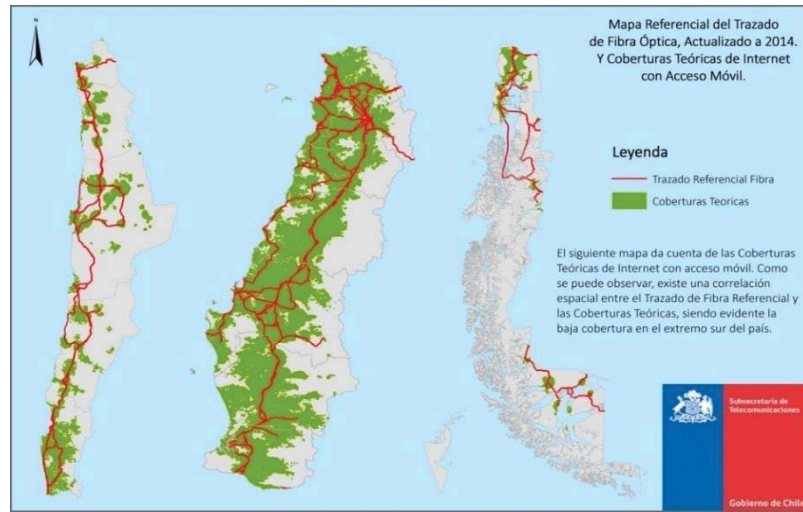 Mapa Referencial del Trazado
de Fibra Óptica, Actualizado a 2014.
Y Coberturas Teóricas de Internet
con Acceso Móvil.
Leyenda
Trazado Referencial Fibra
Coberturas Teoricas
El siguiente mapa da cuenta de las Coberturas
Teóricas de Internet con acceso móvil. Como
se puede observar, existe una correlación
espacial entre el Trazado de Fibra Referencial y
las Coberturas Teóricas, siendo evidente la
baja cobertura en el extremo sur del país.
Subsecretaría de
Telecomunicaciones
Gobierno de Chile